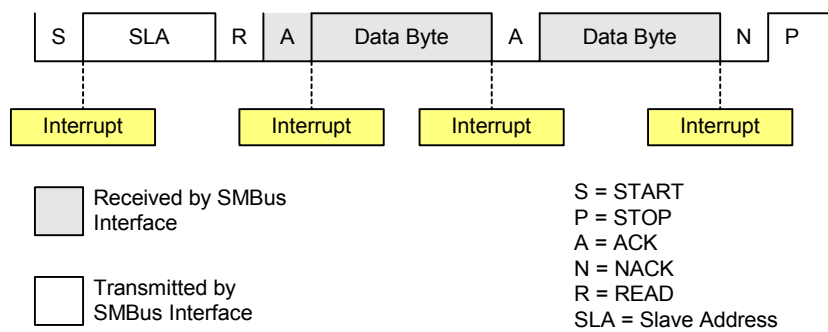 S SLA R A Data Byte A Data Byte N P
Interrupt Interrupt Interrupt Interrupt
Received by SMBus
Interface
Transmitted by
SMBus Interface
S = START
P = STOP
A = ACK
N = NACK
R = READ
SLA = Slave Address